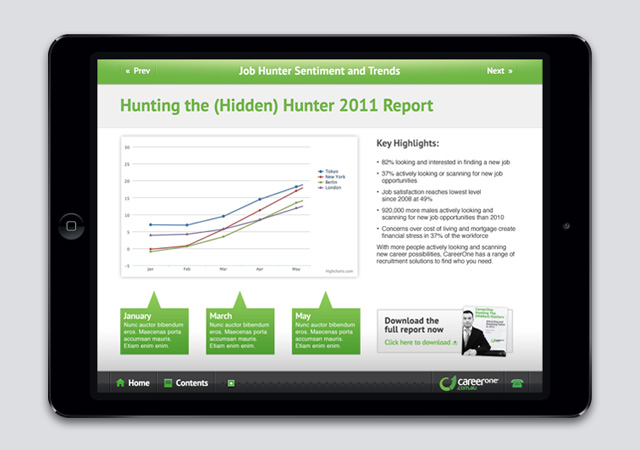 « Prev
Job Hunter Sentiment and Trends
Next »
Hunting the (Hidden) Hunter 2011 Report
30
25
20
15
10
5
0
-5
Jan
Feb
Mar
Apr
May
Tokyo
New York
Berlin
London
Highcharts.com
Key Highlights:
• 82% looking and interested in finding a new job
• 37% actively looking or scanning for new job
opportunities
• Job satisfaction reaches lowest level
since 2008 at 49%
• 920,000 more males actively looking and
scanning for new job opportunities than 2010
• Concerns over cost of living and mortgage create
financial stress in 37% of the workforce
With more people actively looking and scanning
new career possibilities, CareerOne has a range of
recruitment solutions to find who you need.
January
Nunc auctor bibendum
eros. Maecenas porta
accumsan mauris.
Etiam enim enim.
March
Nunc auctor bibendum
eros. Maecenas porta
accumsan mauris.
Etiam enim enim.
May
Nunc auctor bibendum
eros. Maecenas porta
accumsan mauris.
Etiam enim enim.
Download the
full report now
Click here to download
Hunting The
(Hidden) Hunters
Home
Contents
careerone
.com.au